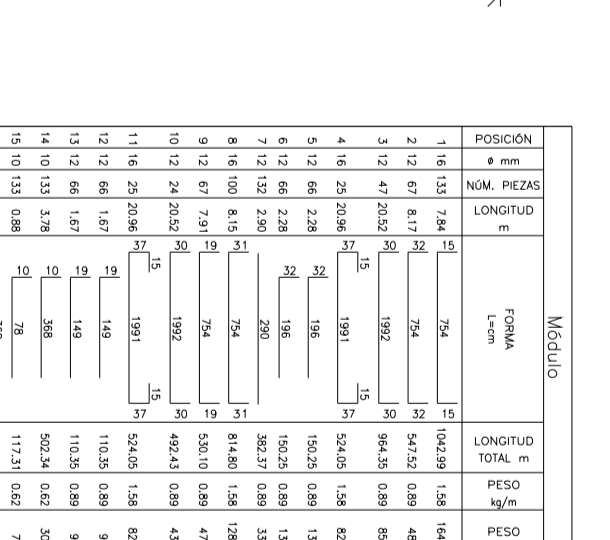 Módulo
POSICIÓN ø mm NÚM. PIEZAS LONGITUD m FORMA L=cm LONGITUD TOTAL m PESO kg/m PESO
1 16 133 7.84 15 754 15 1042.99 1.58 164
2 12 67 8.17 32 754 32 547.52 0.89 48
3 12 47 20.52 30 1992 30 964.35 0.89 85
4 16 25 20.96 37 15 1991 15 37 524.05 1.58 82
5 12 66 2.28 32 196 150.25 0.89 13
6 12 66 2.28 32 196 150.25 0.89 13
7 12 132 2.90 290 382.37 0.89 33
8 16 100 8.15 31 754 31 814.80 1.58 128
9 12 67 7.91 19 754 19 530.10 0.89 47
10 12 24 20.52 30 1992 30 492.43 0.89 43
11 16 25 20.96 37 15 1991 15 37 524.05 1.58 82
12 12 66 1.67 19 149 110.35 0.89 9
13 12 66 1.67 19 149 110.35 0.89 9
14 10 133 3.78 10 368 502.34 0.62 30
15 10 133 0.88 10 78 117.31 0.62 7